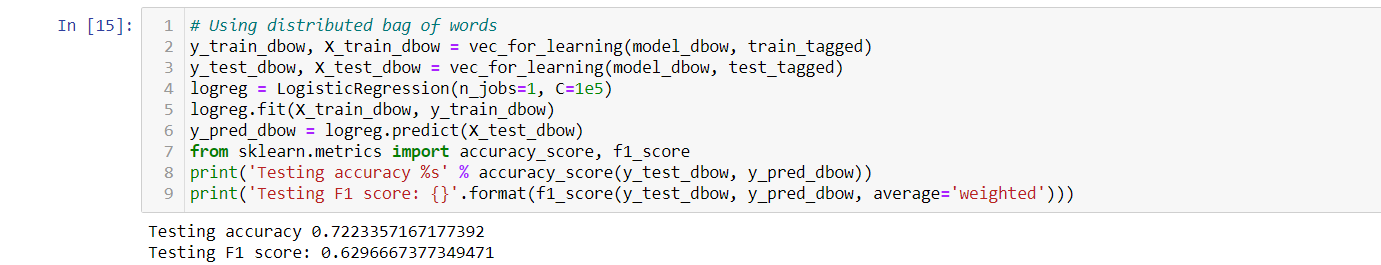 In [15]:
1 # Using distributed bag of words
2 y_train_dbow, X_train_dbow = vec_for_learning(model_dbow, train_tagged)
3 y_test_dbow, X_test_dbow = vec_for_learning(model_dbow, test_tagged)
4 logreg = LogisticRegression(n_jobs=1, C=1e5)
5 logreg.fit(X_train_dbow, y_train_dbow)
6 y_pred_dbow = logreg.predict(X_test_dbow)
7 from sklearn.metrics import accuracy_score, f1_score
8 print('Testing accuracy %s' % accuracy_score(y_test_dbow, y_pred_dbow))
9 print('Testing F1 score: {}'.format(f1_score(y_test_dbow, y_pred_dbow, average='weighted')))
Testing accuracy 0.7223357167177392
Testing F1 score: 0.6296667377349471